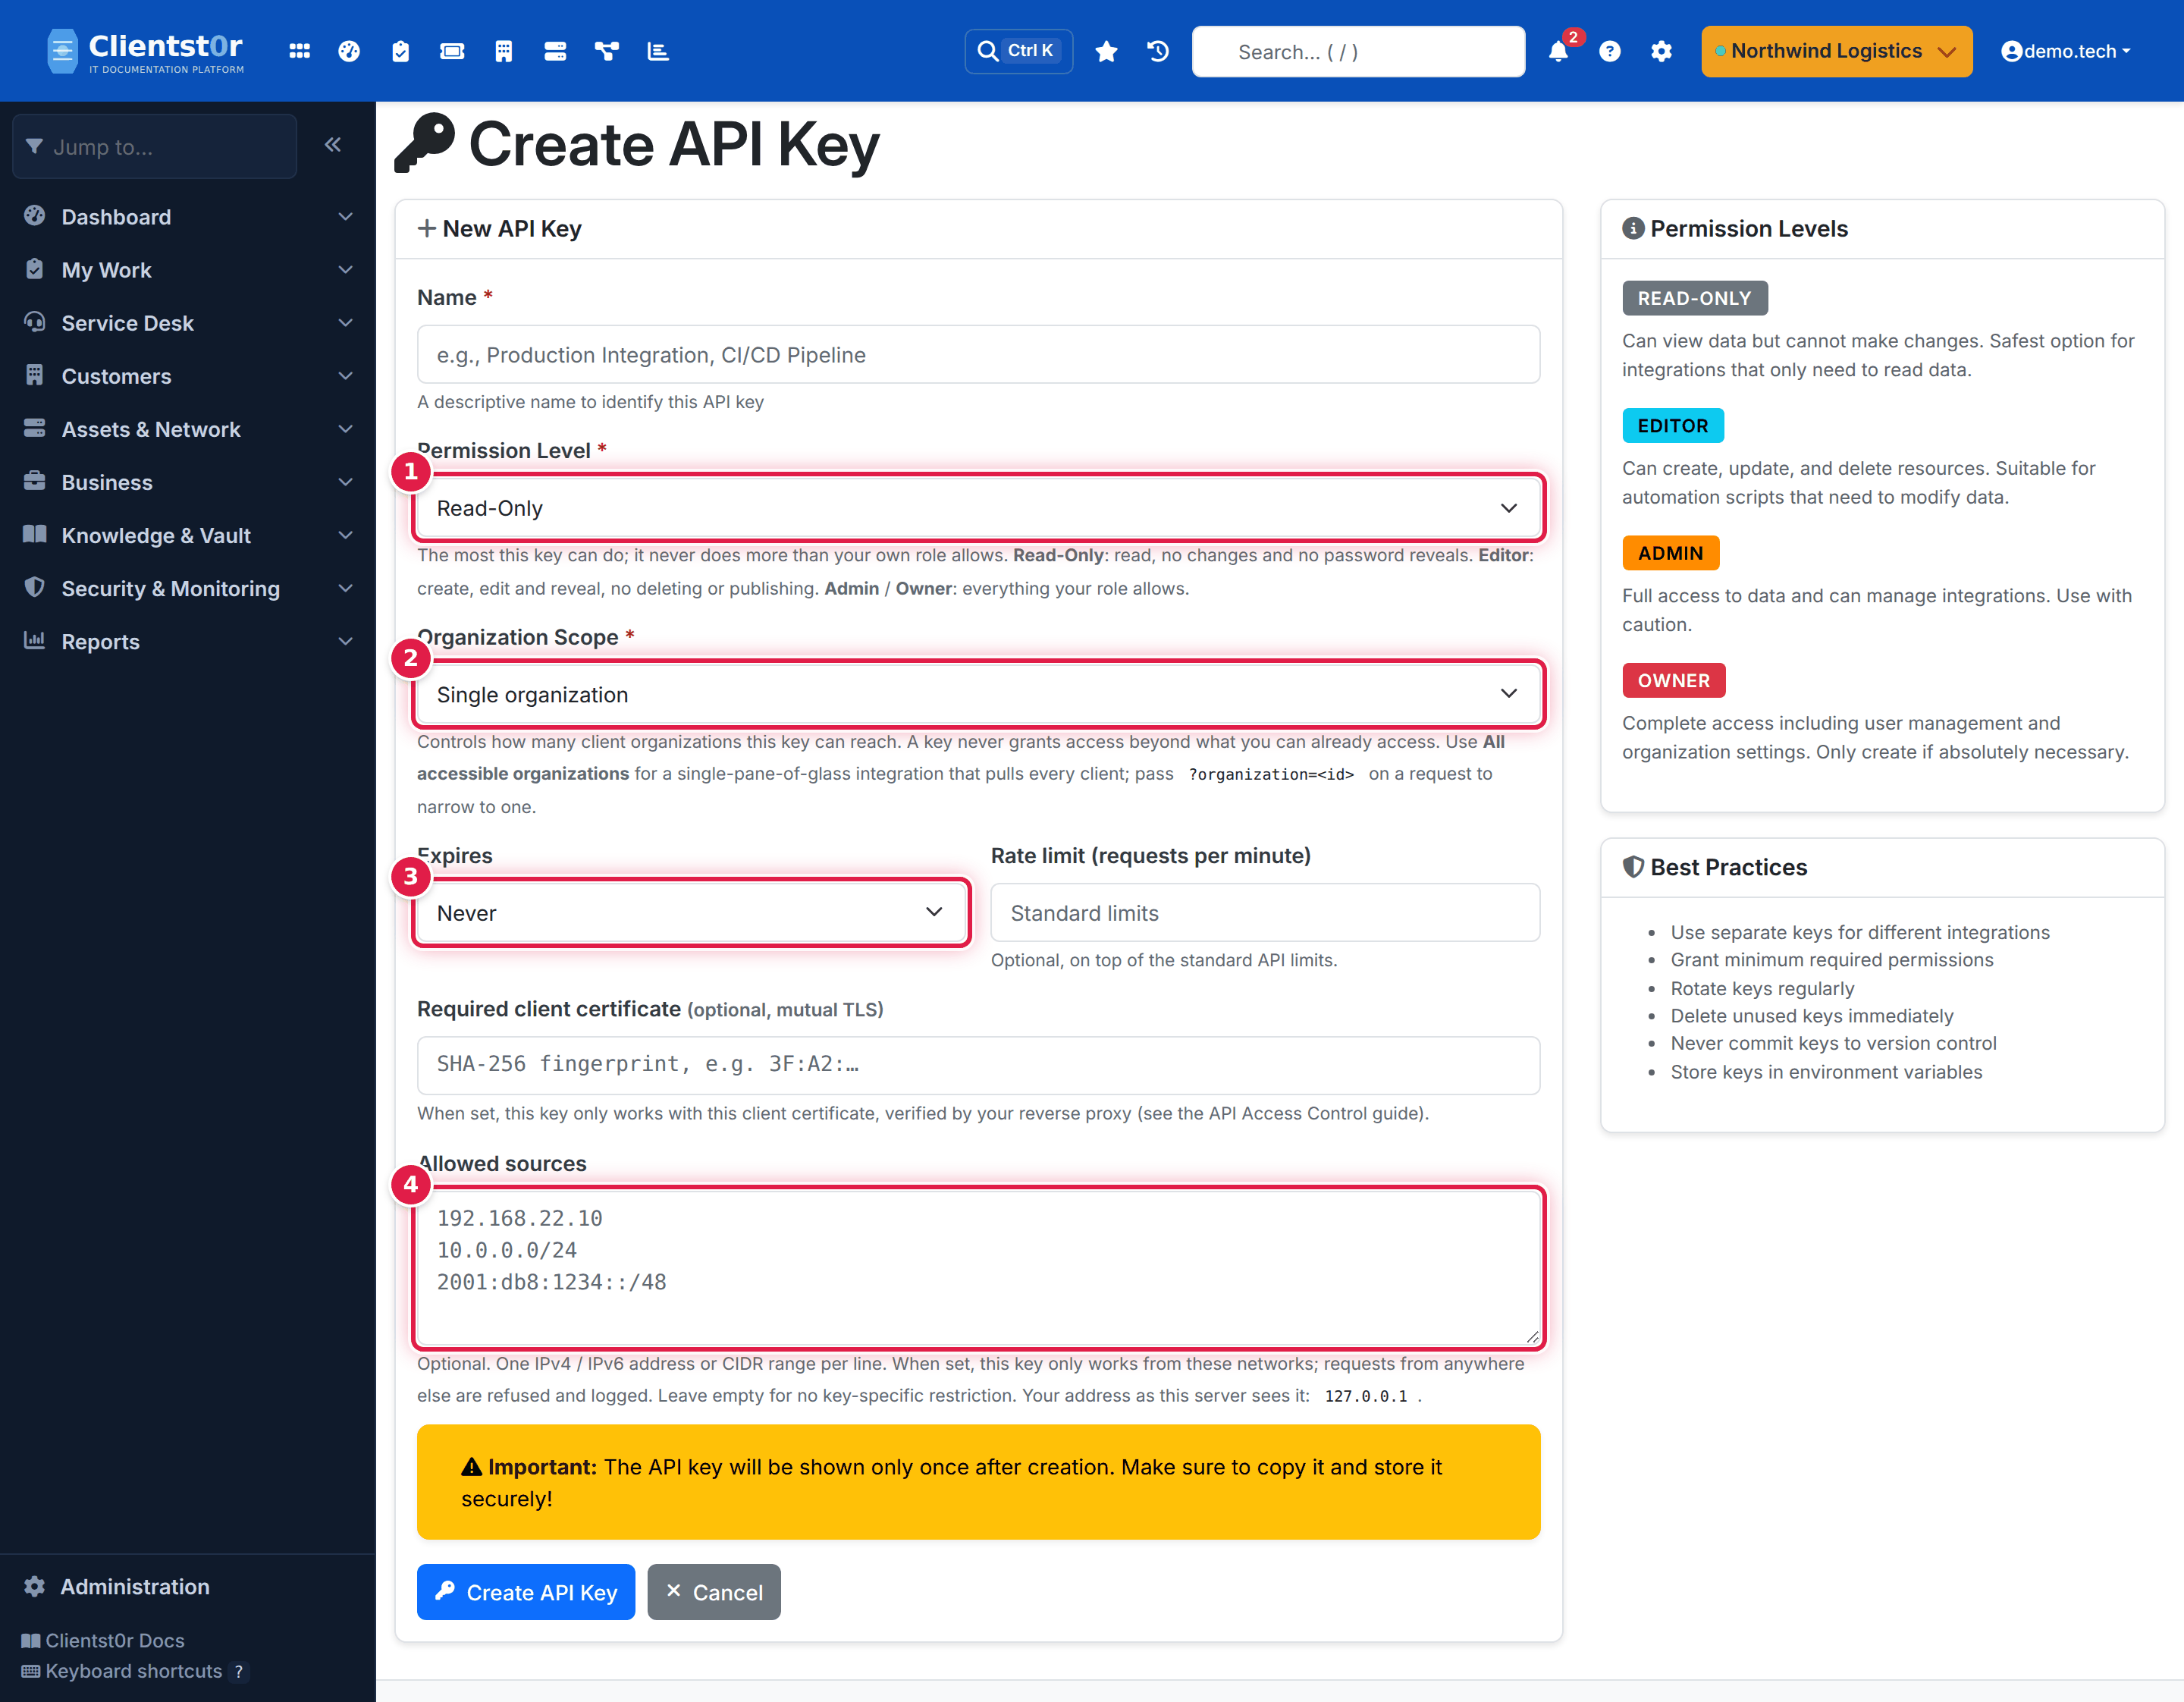 Clientst0r
IT DOCUMENTATION PLATFORM
Ctrl K
Search... ( / )
2
?
Northwind Logistics
demo.tech
Jump to...
Dashboard
My Work
Service Desk
Customers
Assets & Network
Business
Knowledge & Vault
Security & Monitoring
Reports
Administration
Clientst0r Docs
Keyboard shortcuts ?
Create API Key
New API Key
Name *
e.g., Production Integration, CI/CD Pipeline
A descriptive name to identify this API key
Permission Level *
1
Read-Only
The most this key can do; it never does more than your own role allows. Read-Only: read, no changes and no password reveals. Editor:
create, edit and reveal, no deleting or publishing. Admin / Owner: everything your role allows.
Organization Scope *
2
Single organization
Controls how many client organizations this key can reach. A key never grants access beyond what you can already access. Use All
accessible organizations for a single-pane-of-glass integration that pulls every client; pass ?organization=<id> on a request to
narrow to one.
Expires
3
Never
Rate limit (requests per minute)
Standard limits
Optional, on top of the standard API limits.
Required client certificate (optional, mutual TLS)
SHA-256 fingerprint, e.g. 3F:A2:…
When set, this key only works with this client certificate, verified by your reverse proxy (see the API Access Control guide).
Allowed sources
4
192.168.22.10
10.0.0.0/24
2001:db8:1234::/48
Optional. One IPv4 / IPv6 address or CIDR range per line. When set, this key only works from these networks; requests from anywhere
else are refused and logged. Leave empty for no key-specific restriction. Your address as this server sees it: 127.0.0.1 .
Important: The API key will be shown only once after creation. Make sure to copy it and store it
securely!
Create API Key
Cancel
Permission Levels
READ-ONLY
Can view data but cannot make changes. Safest option for
integrations that only need to read data.
EDITOR
Can create, update, and delete resources. Suitable for
automation scripts that need to modify data.
ADMIN
Full access to data and can manage integrations. Use with
caution.
OWNER
Complete access including user management and
organization settings. Only create if absolutely necessary.
Best Practices
• Use separate keys for different integrations
• Grant minimum required permissions
• Rotate keys regularly
• Delete unused keys immediately
• Never commit keys to version control
• Store keys in environment variables